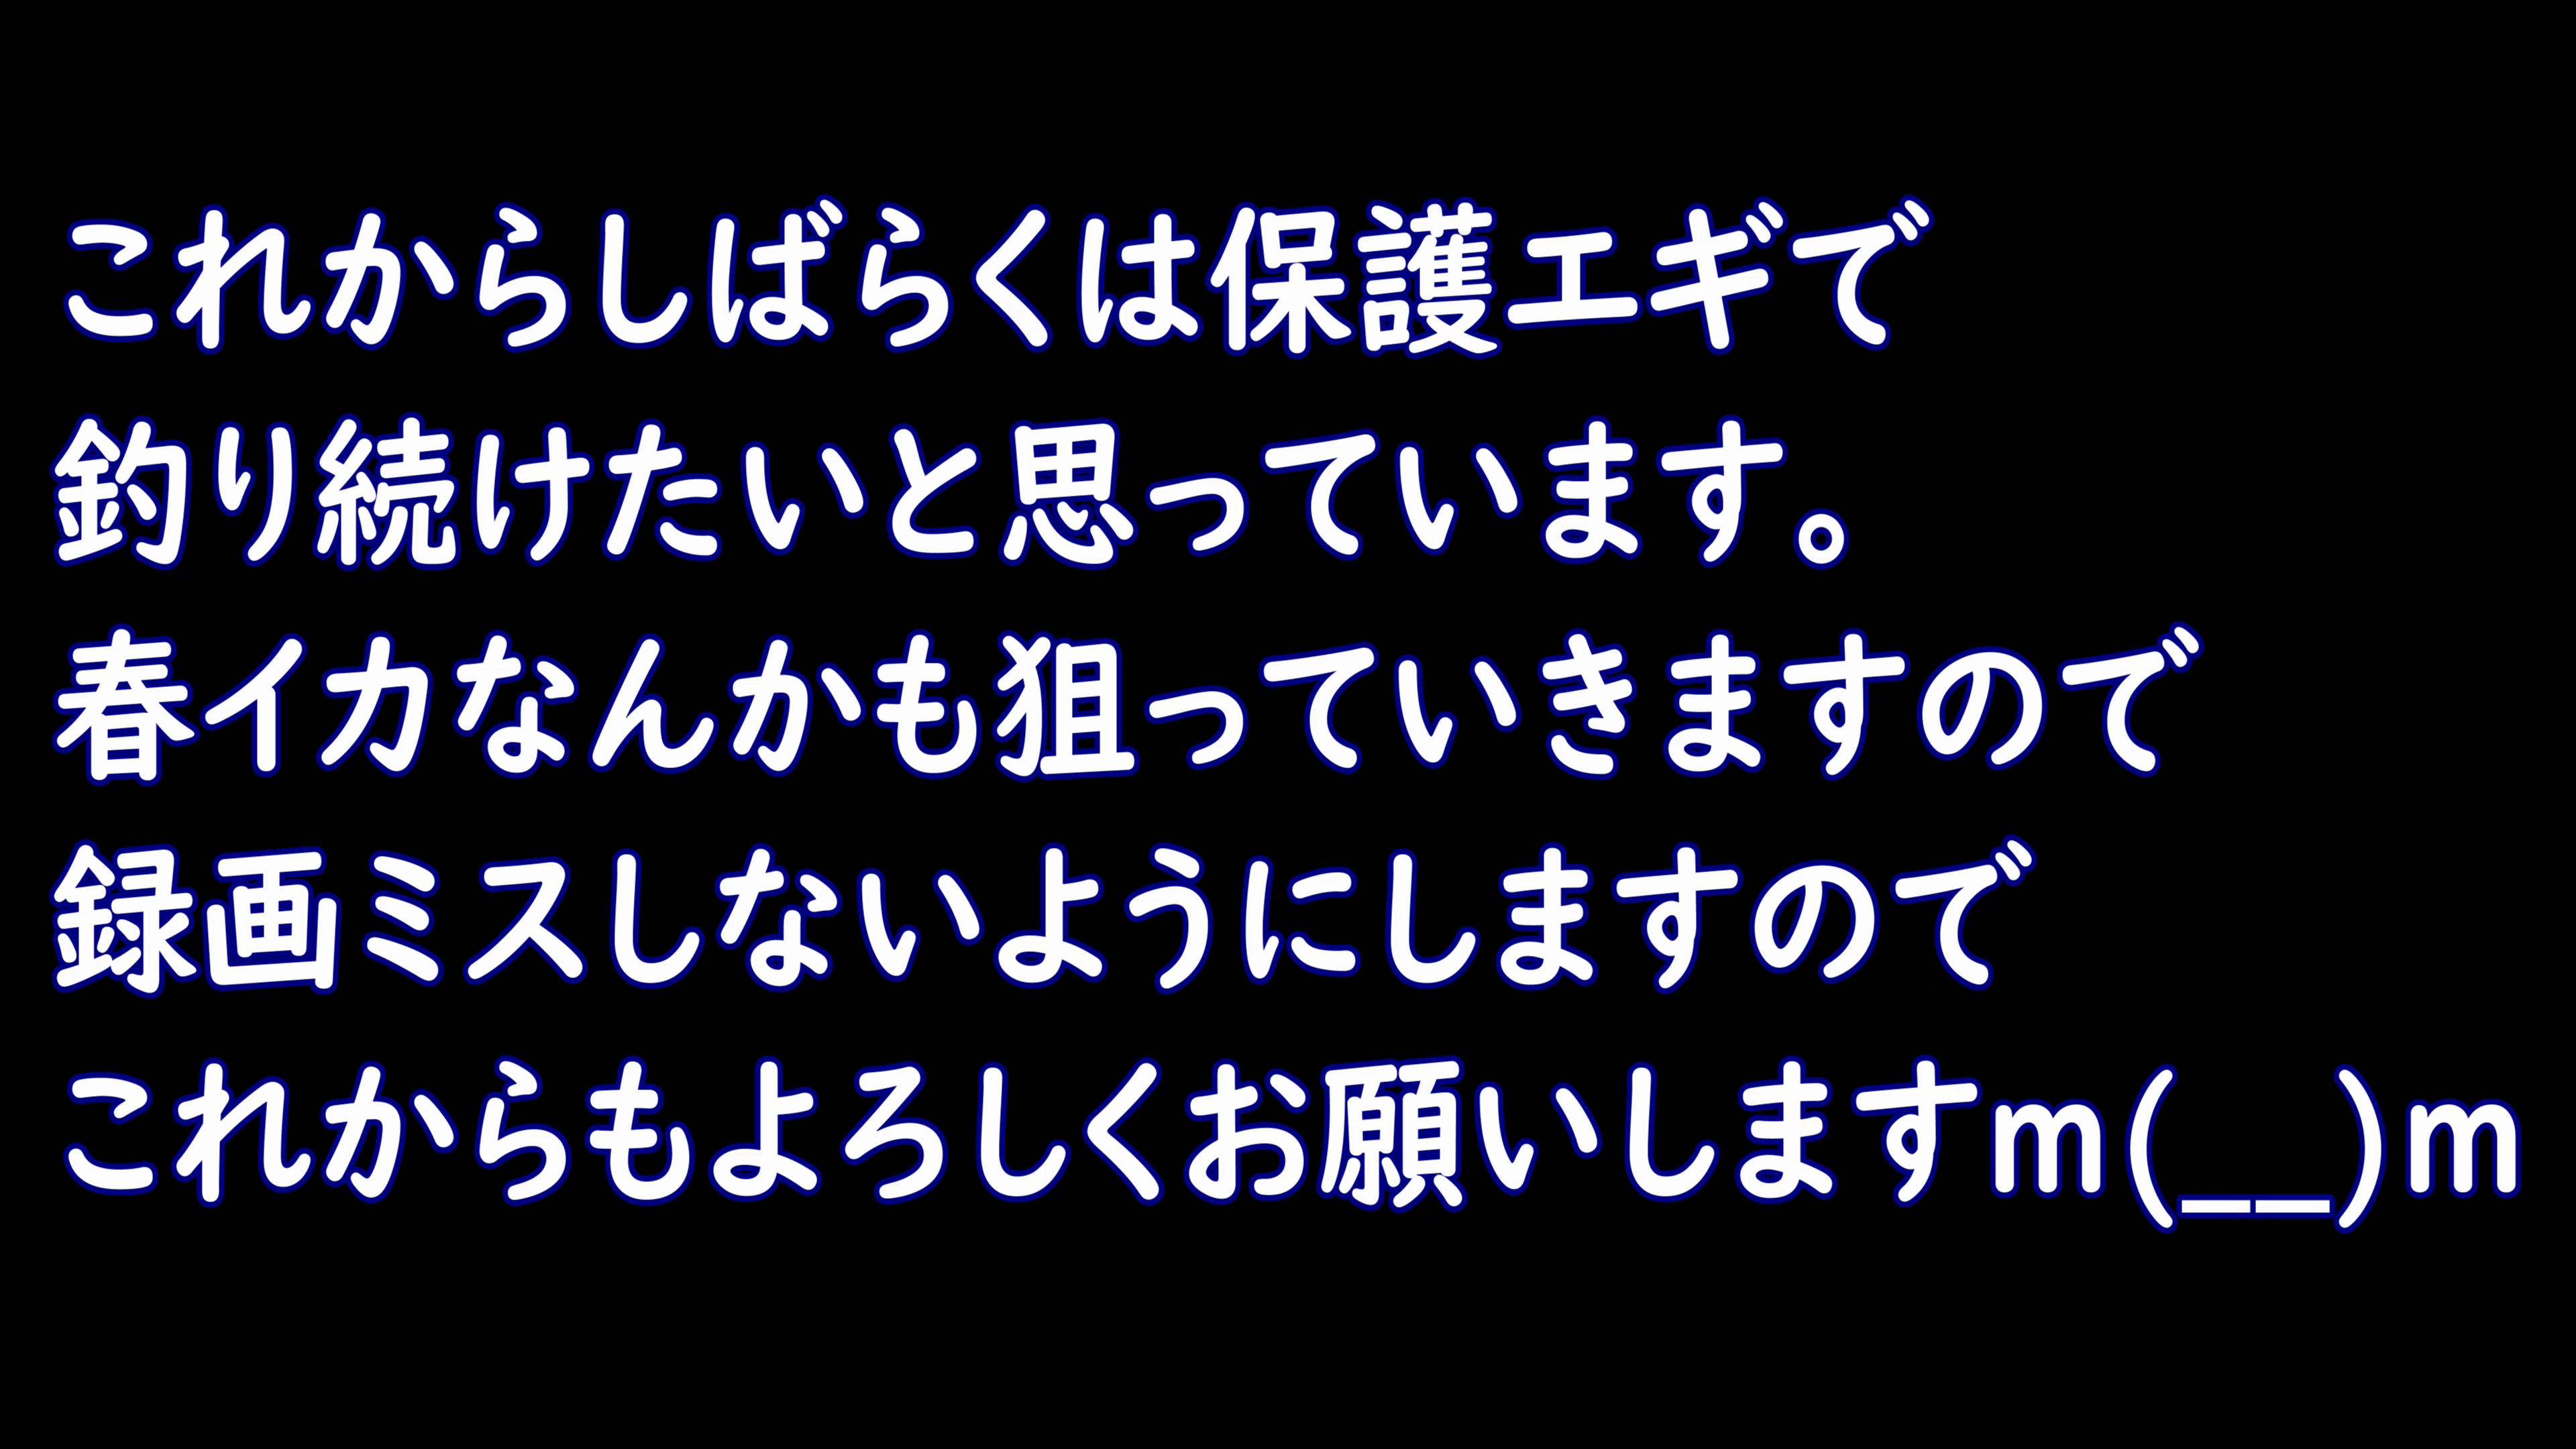 これからしばらくは保護エギで
釣り続けたいと思っています。
春イカなんかも狙っていきますので
録画ミスしないようにしますので
これからもよろしくお願いしますm(__)m